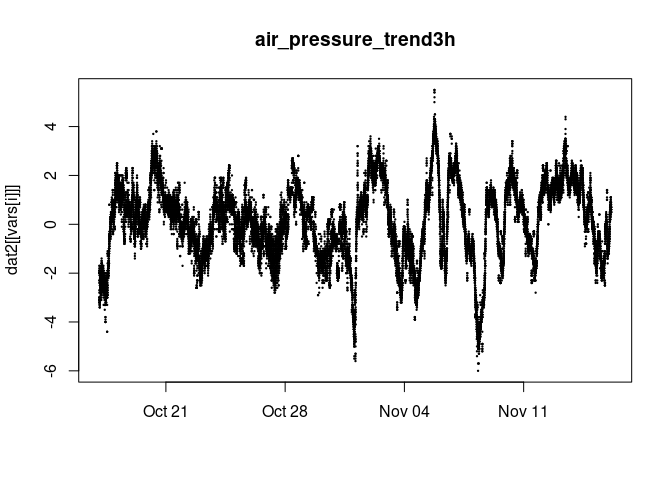 air_pressure_trend3h
dat2[[vars[i]]]
4
2
0
-2
-4
-6
Oct 21 Oct 28 Nov 04 Nov 11